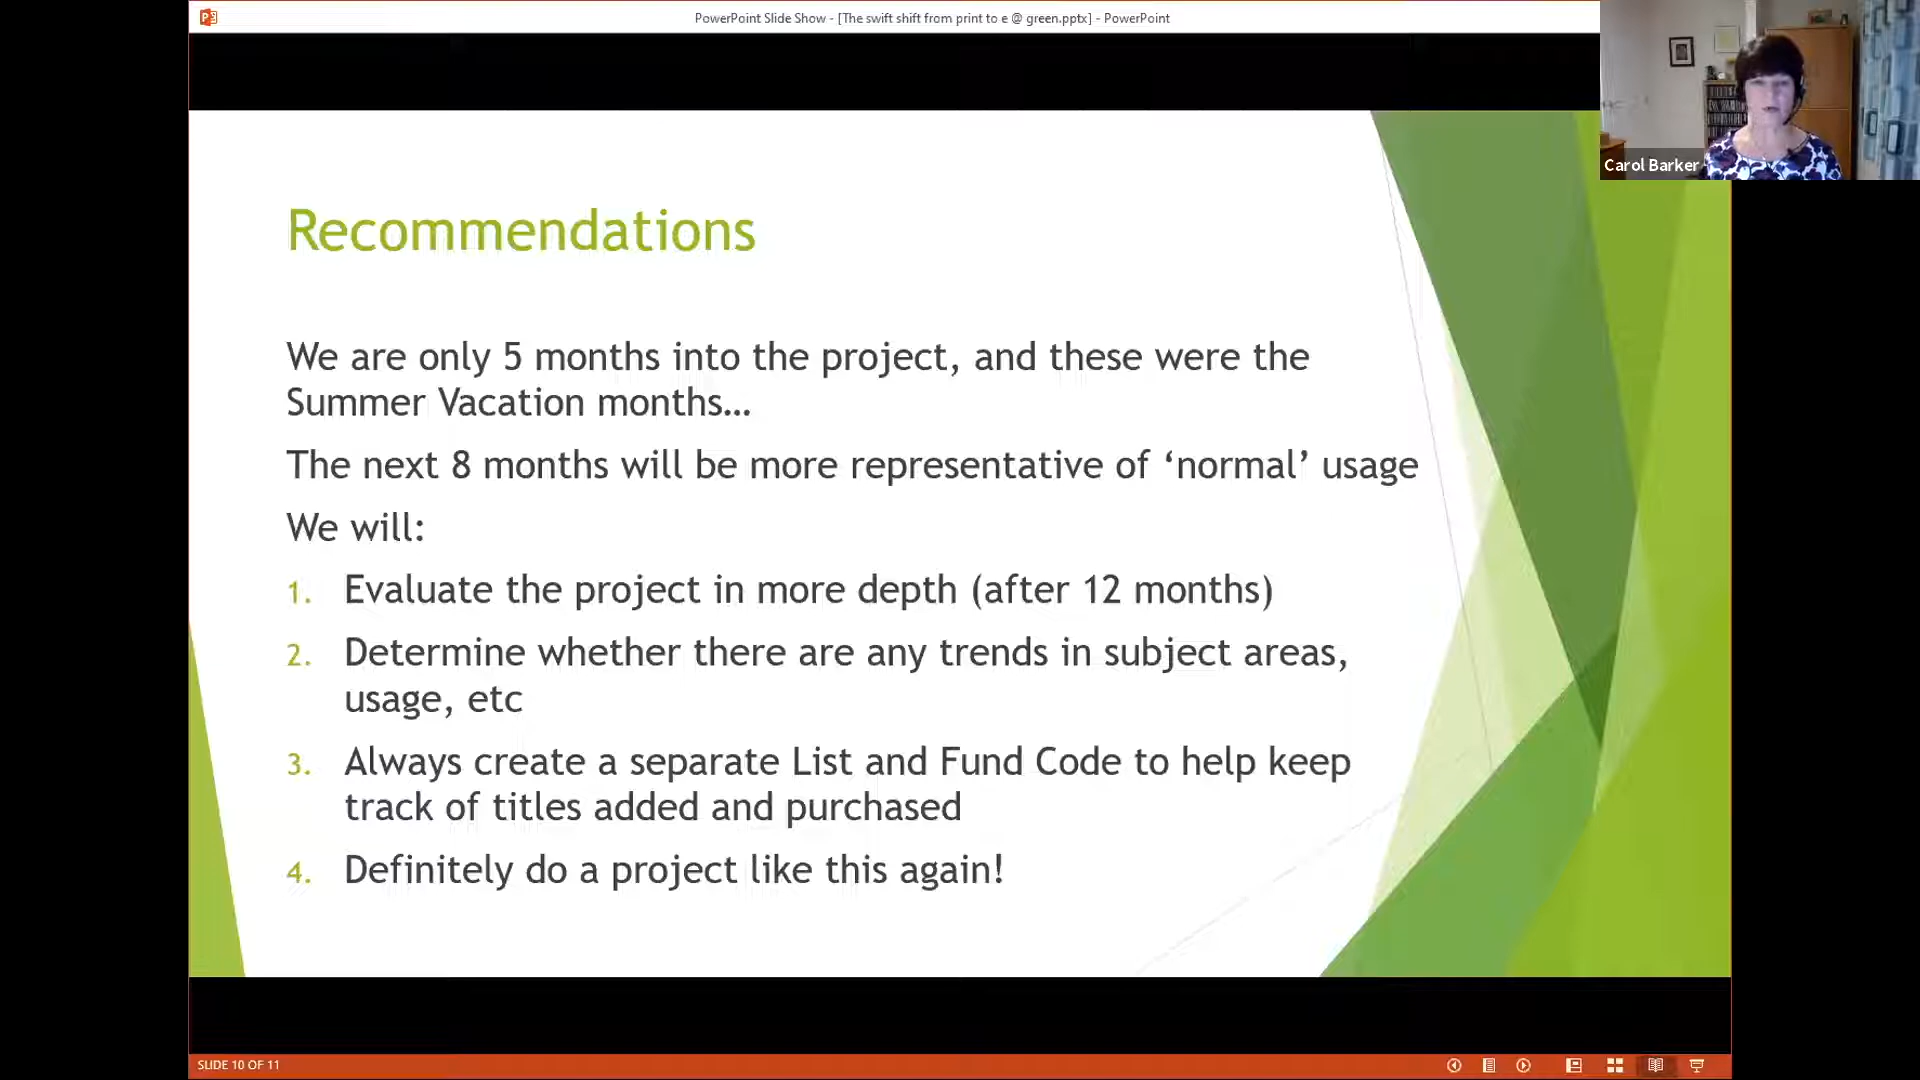 PowerPoint Slide Show - [The swift shift from print to e @ green.pptx] - PowerPoint
Carol Barker
Recommendations
We are only 5 months into the project, and these were the
Summer Vacation months…
The next 8 months will be more representative of ‘normal’ usage
We will:
1. Evaluate the project in more depth (after 12 months)
2. Determine whether there are any trends in subject areas,
usage, etc
3. Always create a separate List and Fund Code to help keep
track of titles added and purchased
4. Definitely do a project like this again!
SLIDE 10 OF 11